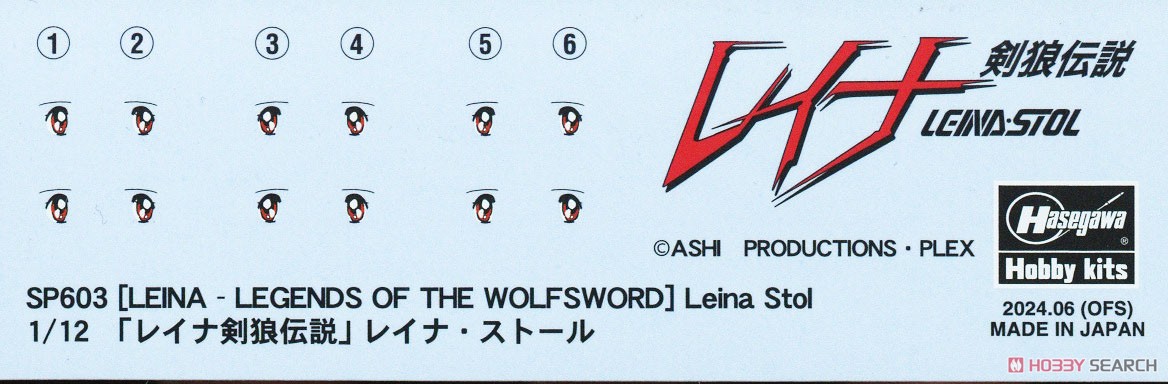 ① ② ③ ④ ⑤ ⑥
レイナ 剣狼伝説
LEINA・STOL
Hasegawa®
Hobby kits
©ASHI PRODUCTIONS・PLEX
SP603 [LEINA - LEGENDS OF THE WOLFSWORD] Leina Stol
1/12 「レイナ剣狼伝説」レイナ・ストール
2024.06 (OFS)
MADE IN JAPAN
HOBBY SEARCH